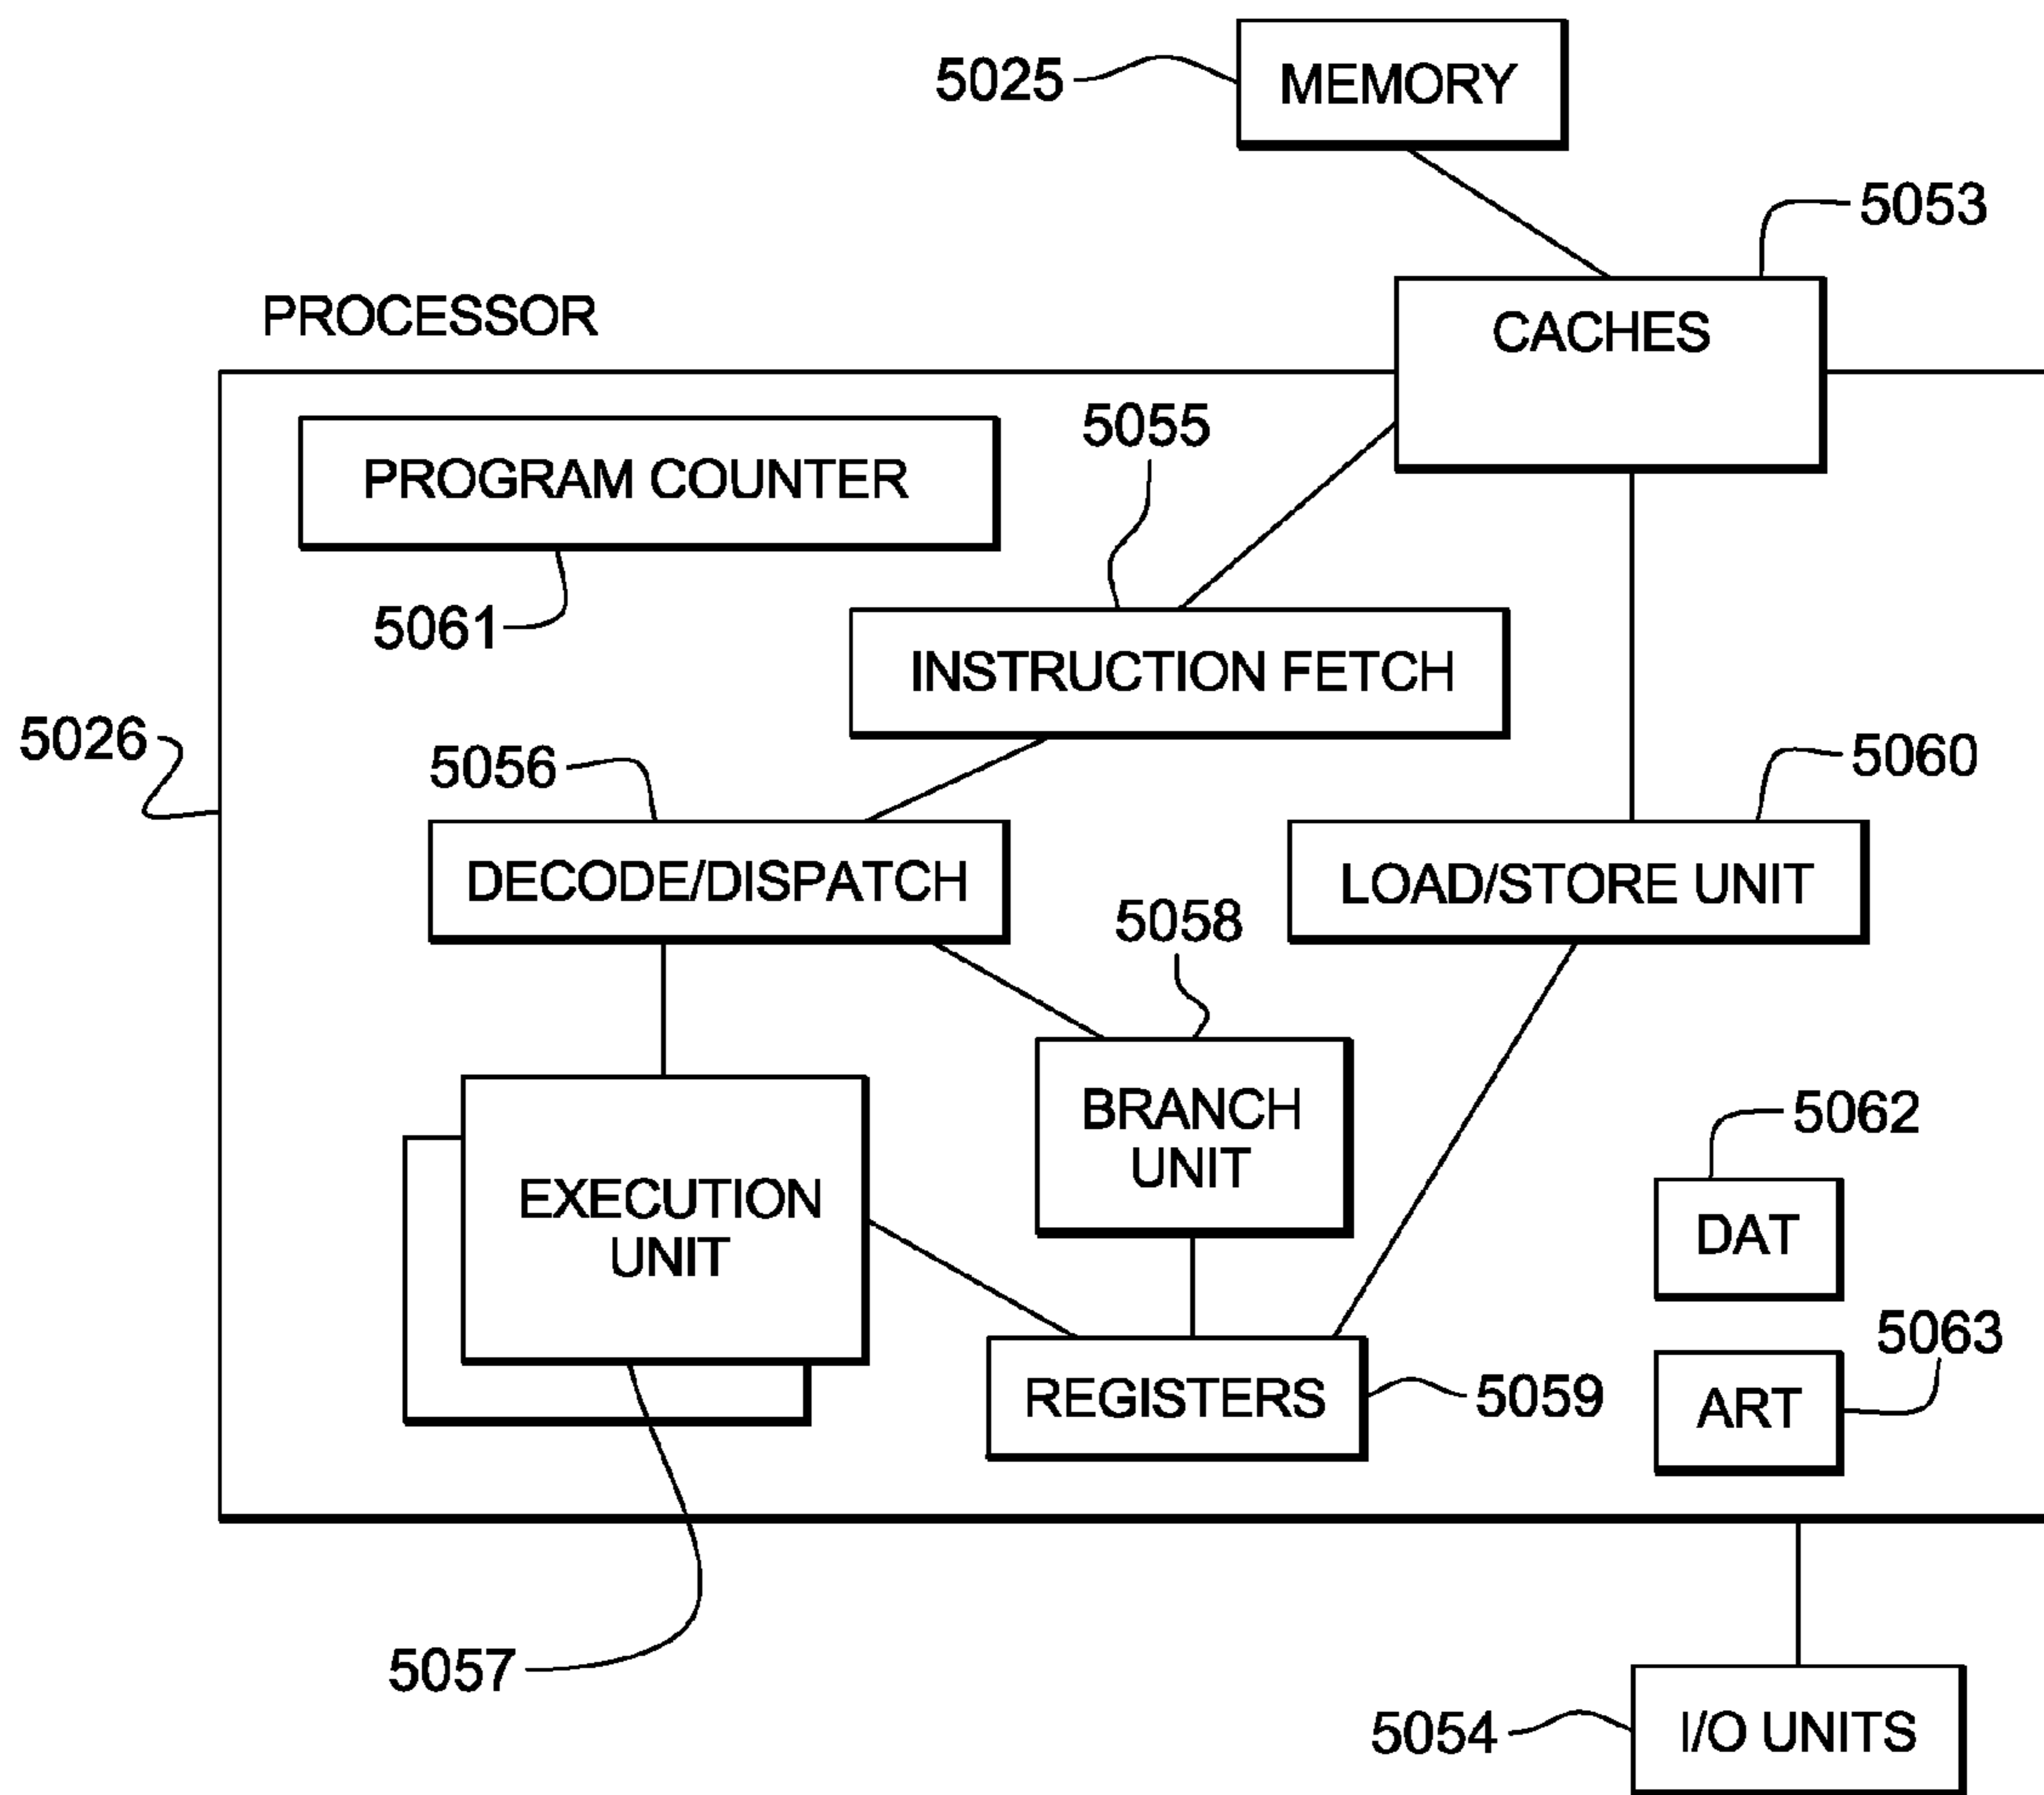 MEMORY
5025
5053
CACHES
PROCESSOR
5055
PROGRAM COUNTER
5061
INSTRUCTION FETCH
5026
5056
5060
DECODE/DISPATCH
LOAD/STORE UNIT
5058
BRANCH
UNIT
5062
EXECUTION
UNIT
DAT
5063
REGISTERS
5059
ART
5057
5054
I/O UNITS